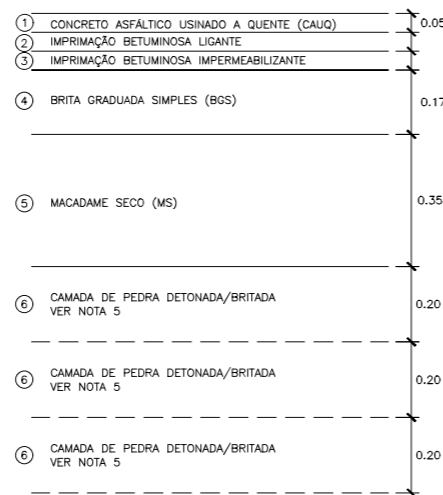 1 CONCRETO ASFÁLTICO USINADO A QUENTE (CAUQ) 0.05
2 IMPRIMAÇÃO BETUMINOSA LIGANTE
3 IMPRIMAÇÃO BETUMINOSA IMPERMEABILIZANTE
4 BRITA GRADUADA SIMPLES (BGS) 0.17
5 MACADAME SECO (MS) 0.35
6 CAMADA DE PEDRA DETONADA/BRITADA
VER NOTA 5 0.20
6 CAMADA DE PEDRA DETONADA/BRITADA
VER NOTA 5 0.20
6 CAMADA DE PEDRA DETONADA/BRITADA
VER NOTA 5 0.20